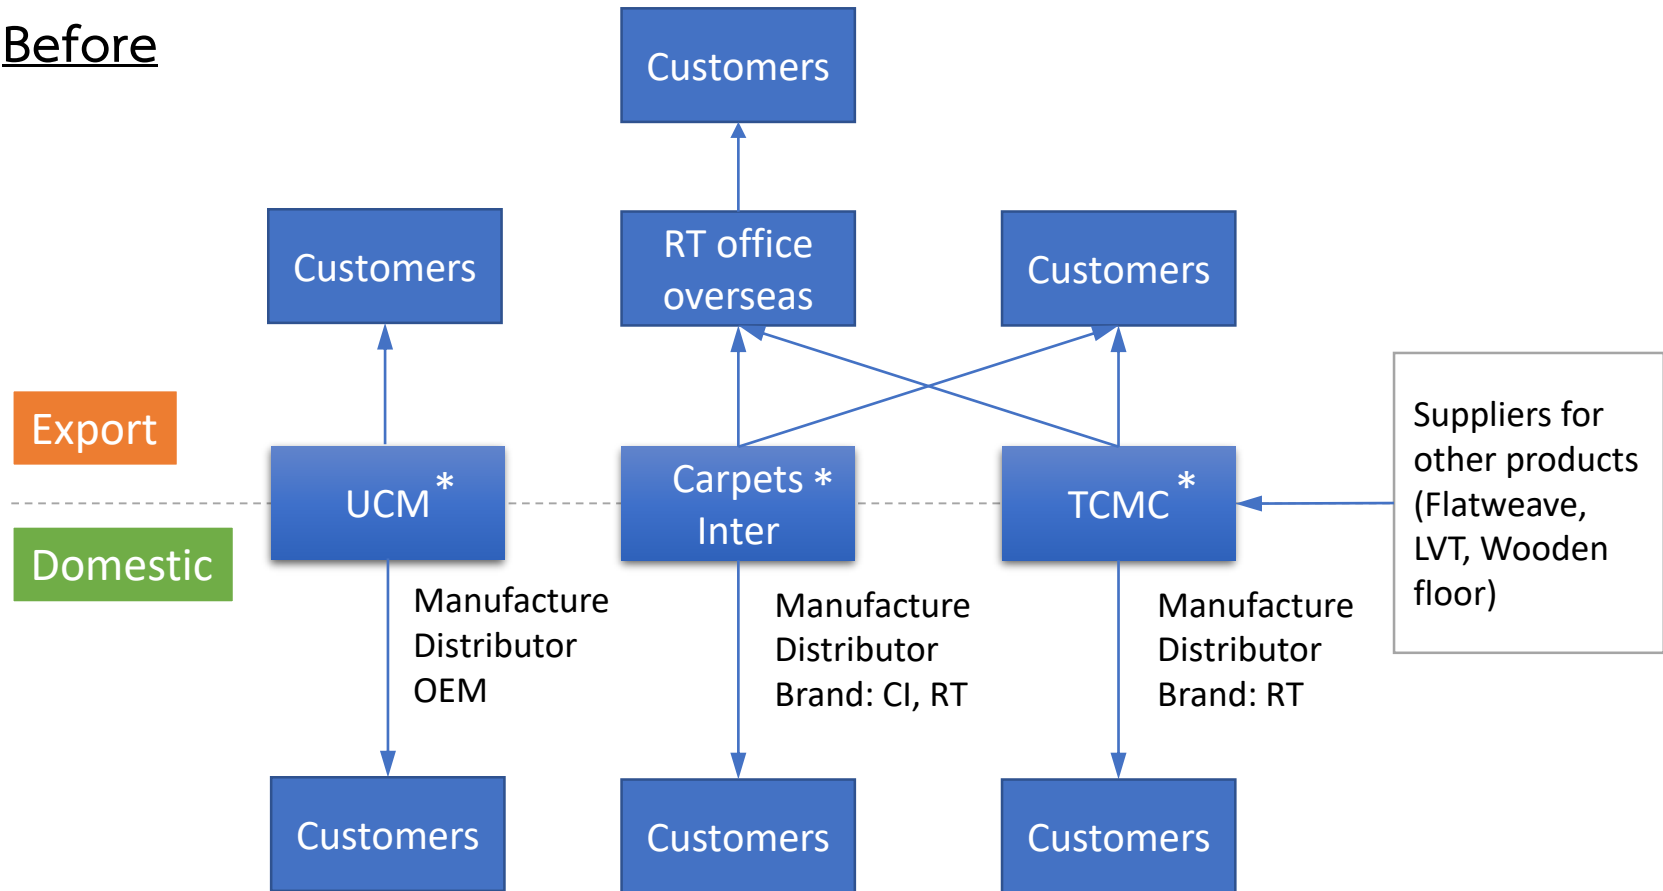 Before
Customers
Customers
RT office
overseas
Customers
Export
Suppliers for
other products
(Flatweave,
LVT, Wooden
floor)
UCM *
Carpets *
Inter
TCMC *
Domestic
Manufacture
Distributor
OEM
Manufacture
Distributor
Brand: CI, RT
Manufacture
Distributor
Brand: RT
Customers
Customers
Customers